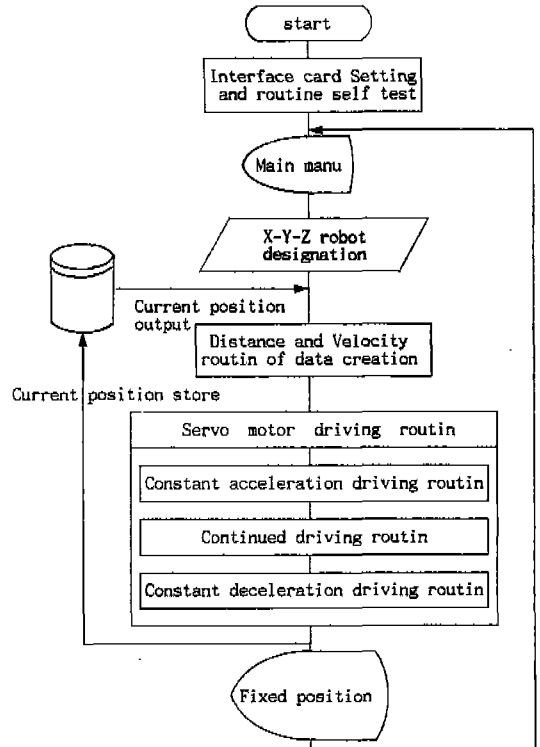 start
Interface card Setting
and routine self test
Main manu
X-Y-Z robot
designation
Current position
output
Distance and Velocity
routin of data creation
Current position store
Servo motor driving routin
Constant acceleration driving routin
Continued driving routin
Constant deceleration driving routin
Fixed position